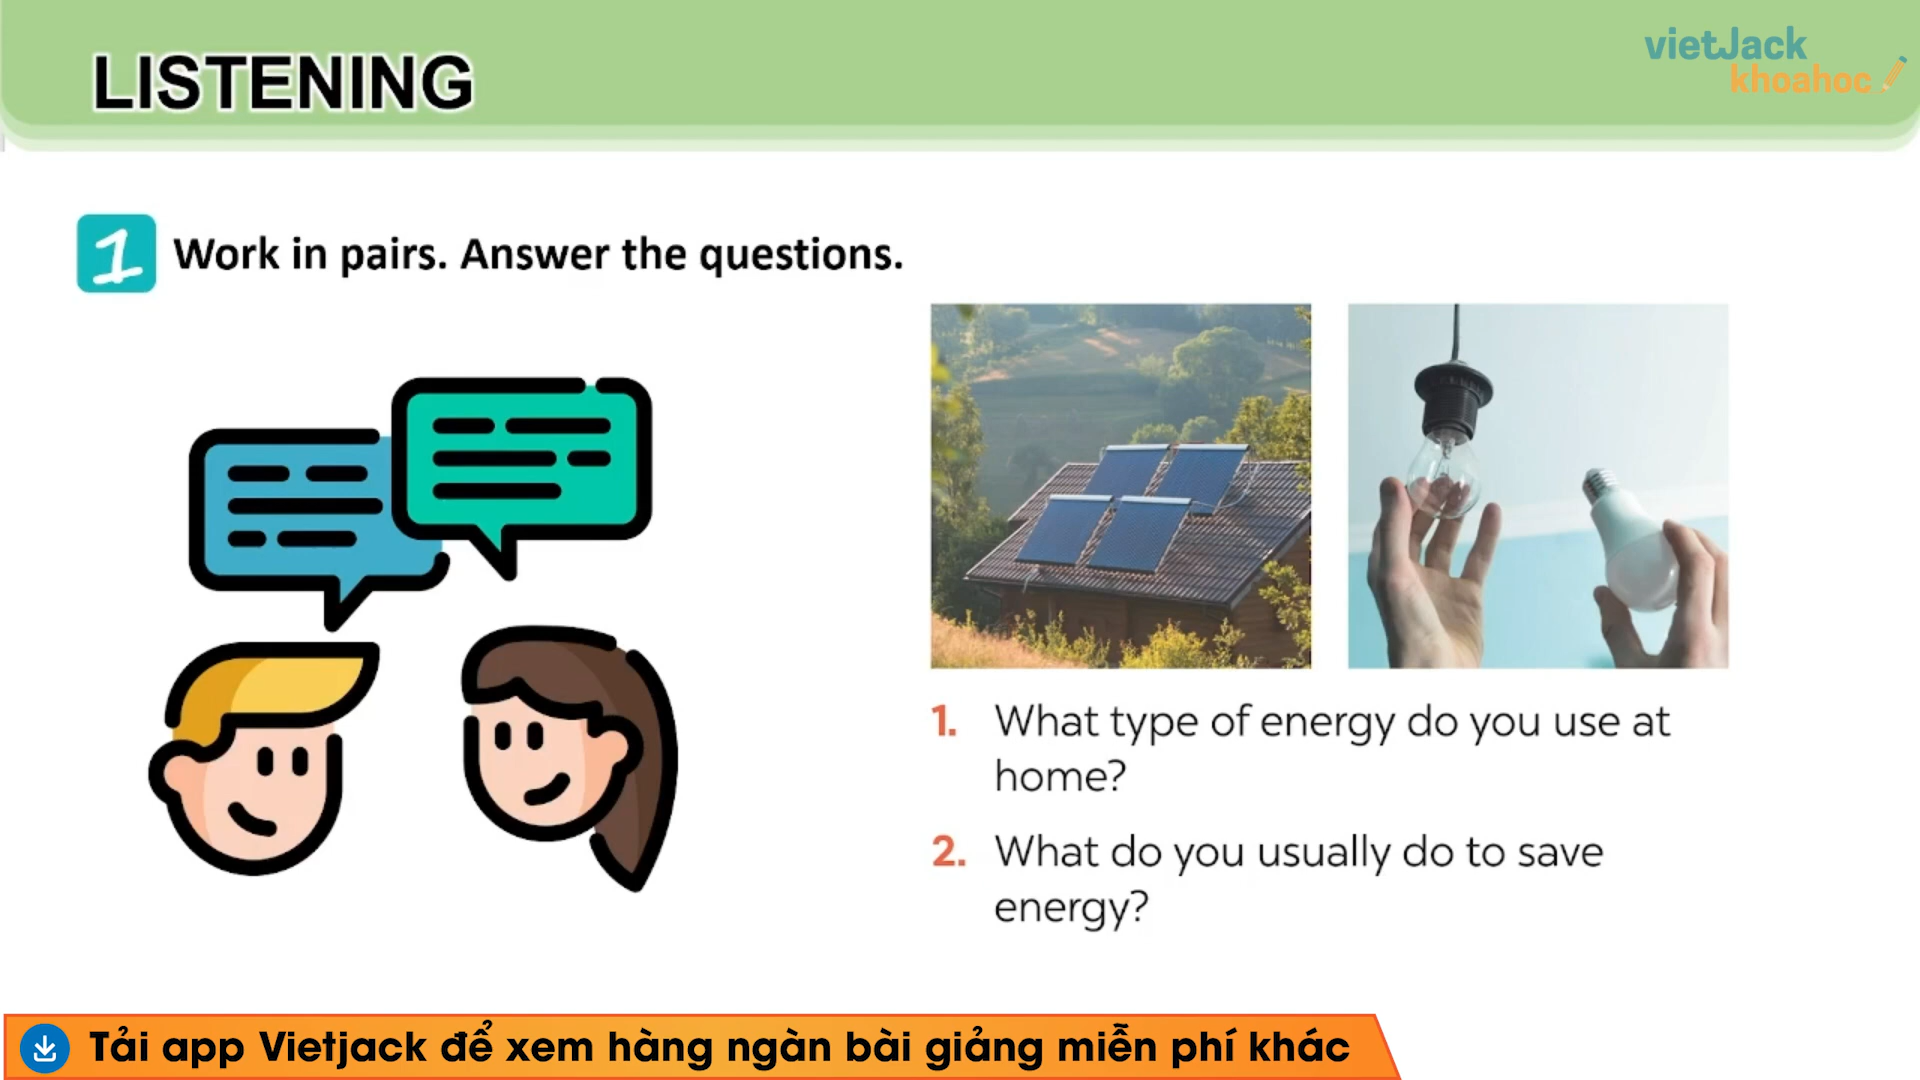 LISTENING
vietJack
khoahoc
1 Work in pairs. Answer the questions.
1. What type of energy do you use at
home?
2. What do you usually do to save
energy?
Tải app Vietjack để xem hàng ngàn bài giảng miễn phí khác